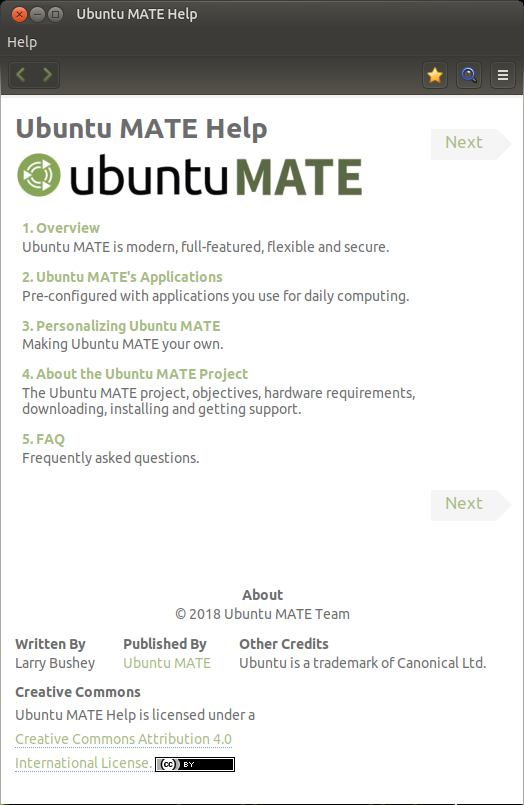 Ubuntu MATE Help
Help
Ubuntu MATE Help
Next
ubuntu MATE
1. Overview
Ubuntu MATE is modern, full-featured, flexible and secure.
2. Ubuntu MATE's Applications
Pre-configured with applications you use for daily computing.
3. Personalizing Ubuntu MATE
Making Ubuntu MATE your own.
4. About the Ubuntu MATE Project
The Ubuntu MATE project, objectives, hardware requirements,
downloading, installing and getting support.
5. FAQ
Frequently asked questions.
Next
About
© 2018 Ubuntu MATE Team
Written By Published By Other Credits
Larry Bushey Ubuntu MATE Ubuntu is a trademark of Canonical Ltd.
Creative Commons
Ubuntu MATE Help is licensed under a
Creative Commons Attribution 4.0
International License. cc BY